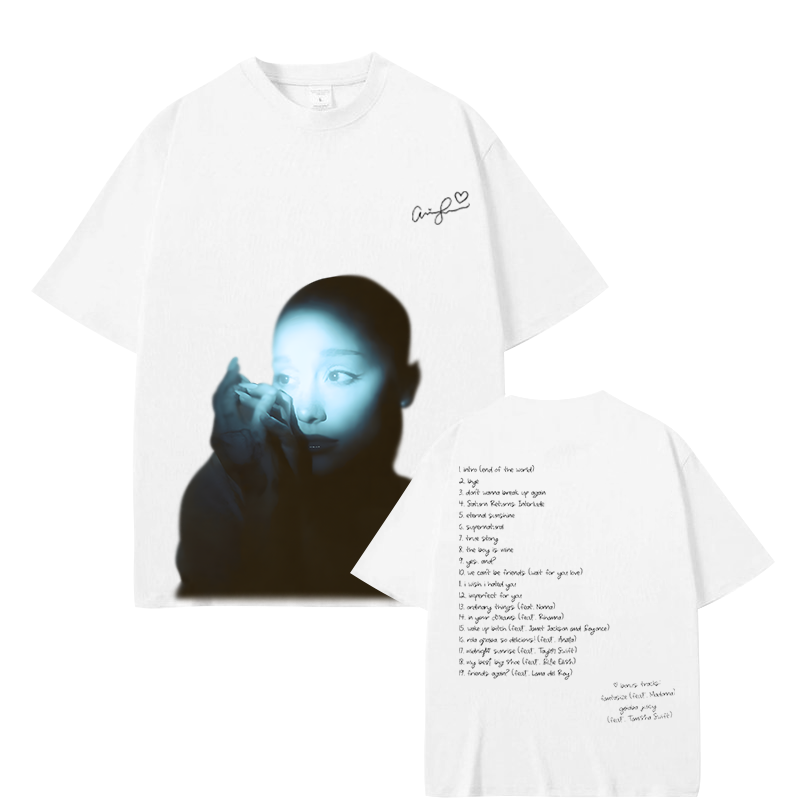 1. intro (end of the world)
2. bye
3. don't wanna break up again
4. Saturn Returns Interlude
5. eternal sunshine
6. supernatural
7. true story
8. the boy is mine
9. yes, and?
10. we can't be friends (wait for your love)
11. i wish i hated you
12. imperfect for you
13. ordinary things (feat. Nonna)
14. in your dreams (feat. Rihanna)
15. wake up bitch (feat. Janet Jackson and Beyonce)
16. so delicious! (feat.
17. midnight sunrise (feat. Taylor Swift)
18. my best big shoe (feat. Billie Eilish)
19. friends again? (feat. Lana del Rey)
bonus tracks:
fantasize (feat. Madonna)
juicy
(feat. Swift)